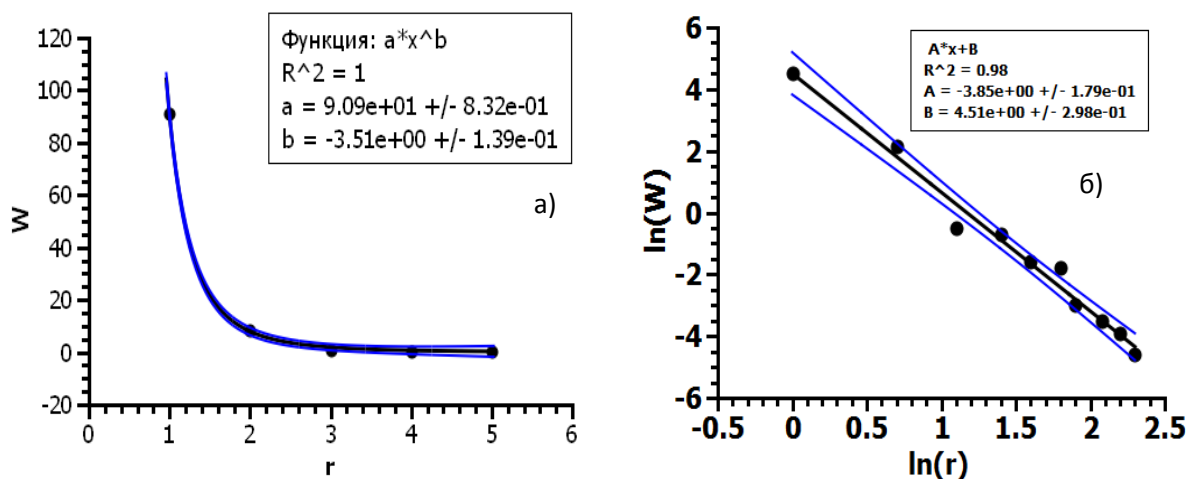 Функция: a*x^b
R^2 = 1
a = 9.09e+01 +/- 8.32e-01
b = -3.51e+00 +/- 1.39e-01
а)
W
120
100
80
60
40
20
0
-20
0 1 2 3 4 5 6
r
A*x+B
R^2 = 0.98
A = -3.85e+00 +/- 1.79e-01
B = 4.51e+00 +/- 2.98e-01
б)
ln(W)
6
4
2
0
-2
-4
-6
-0.5 0 0.5 1 1.5 2 2.5
ln(r)